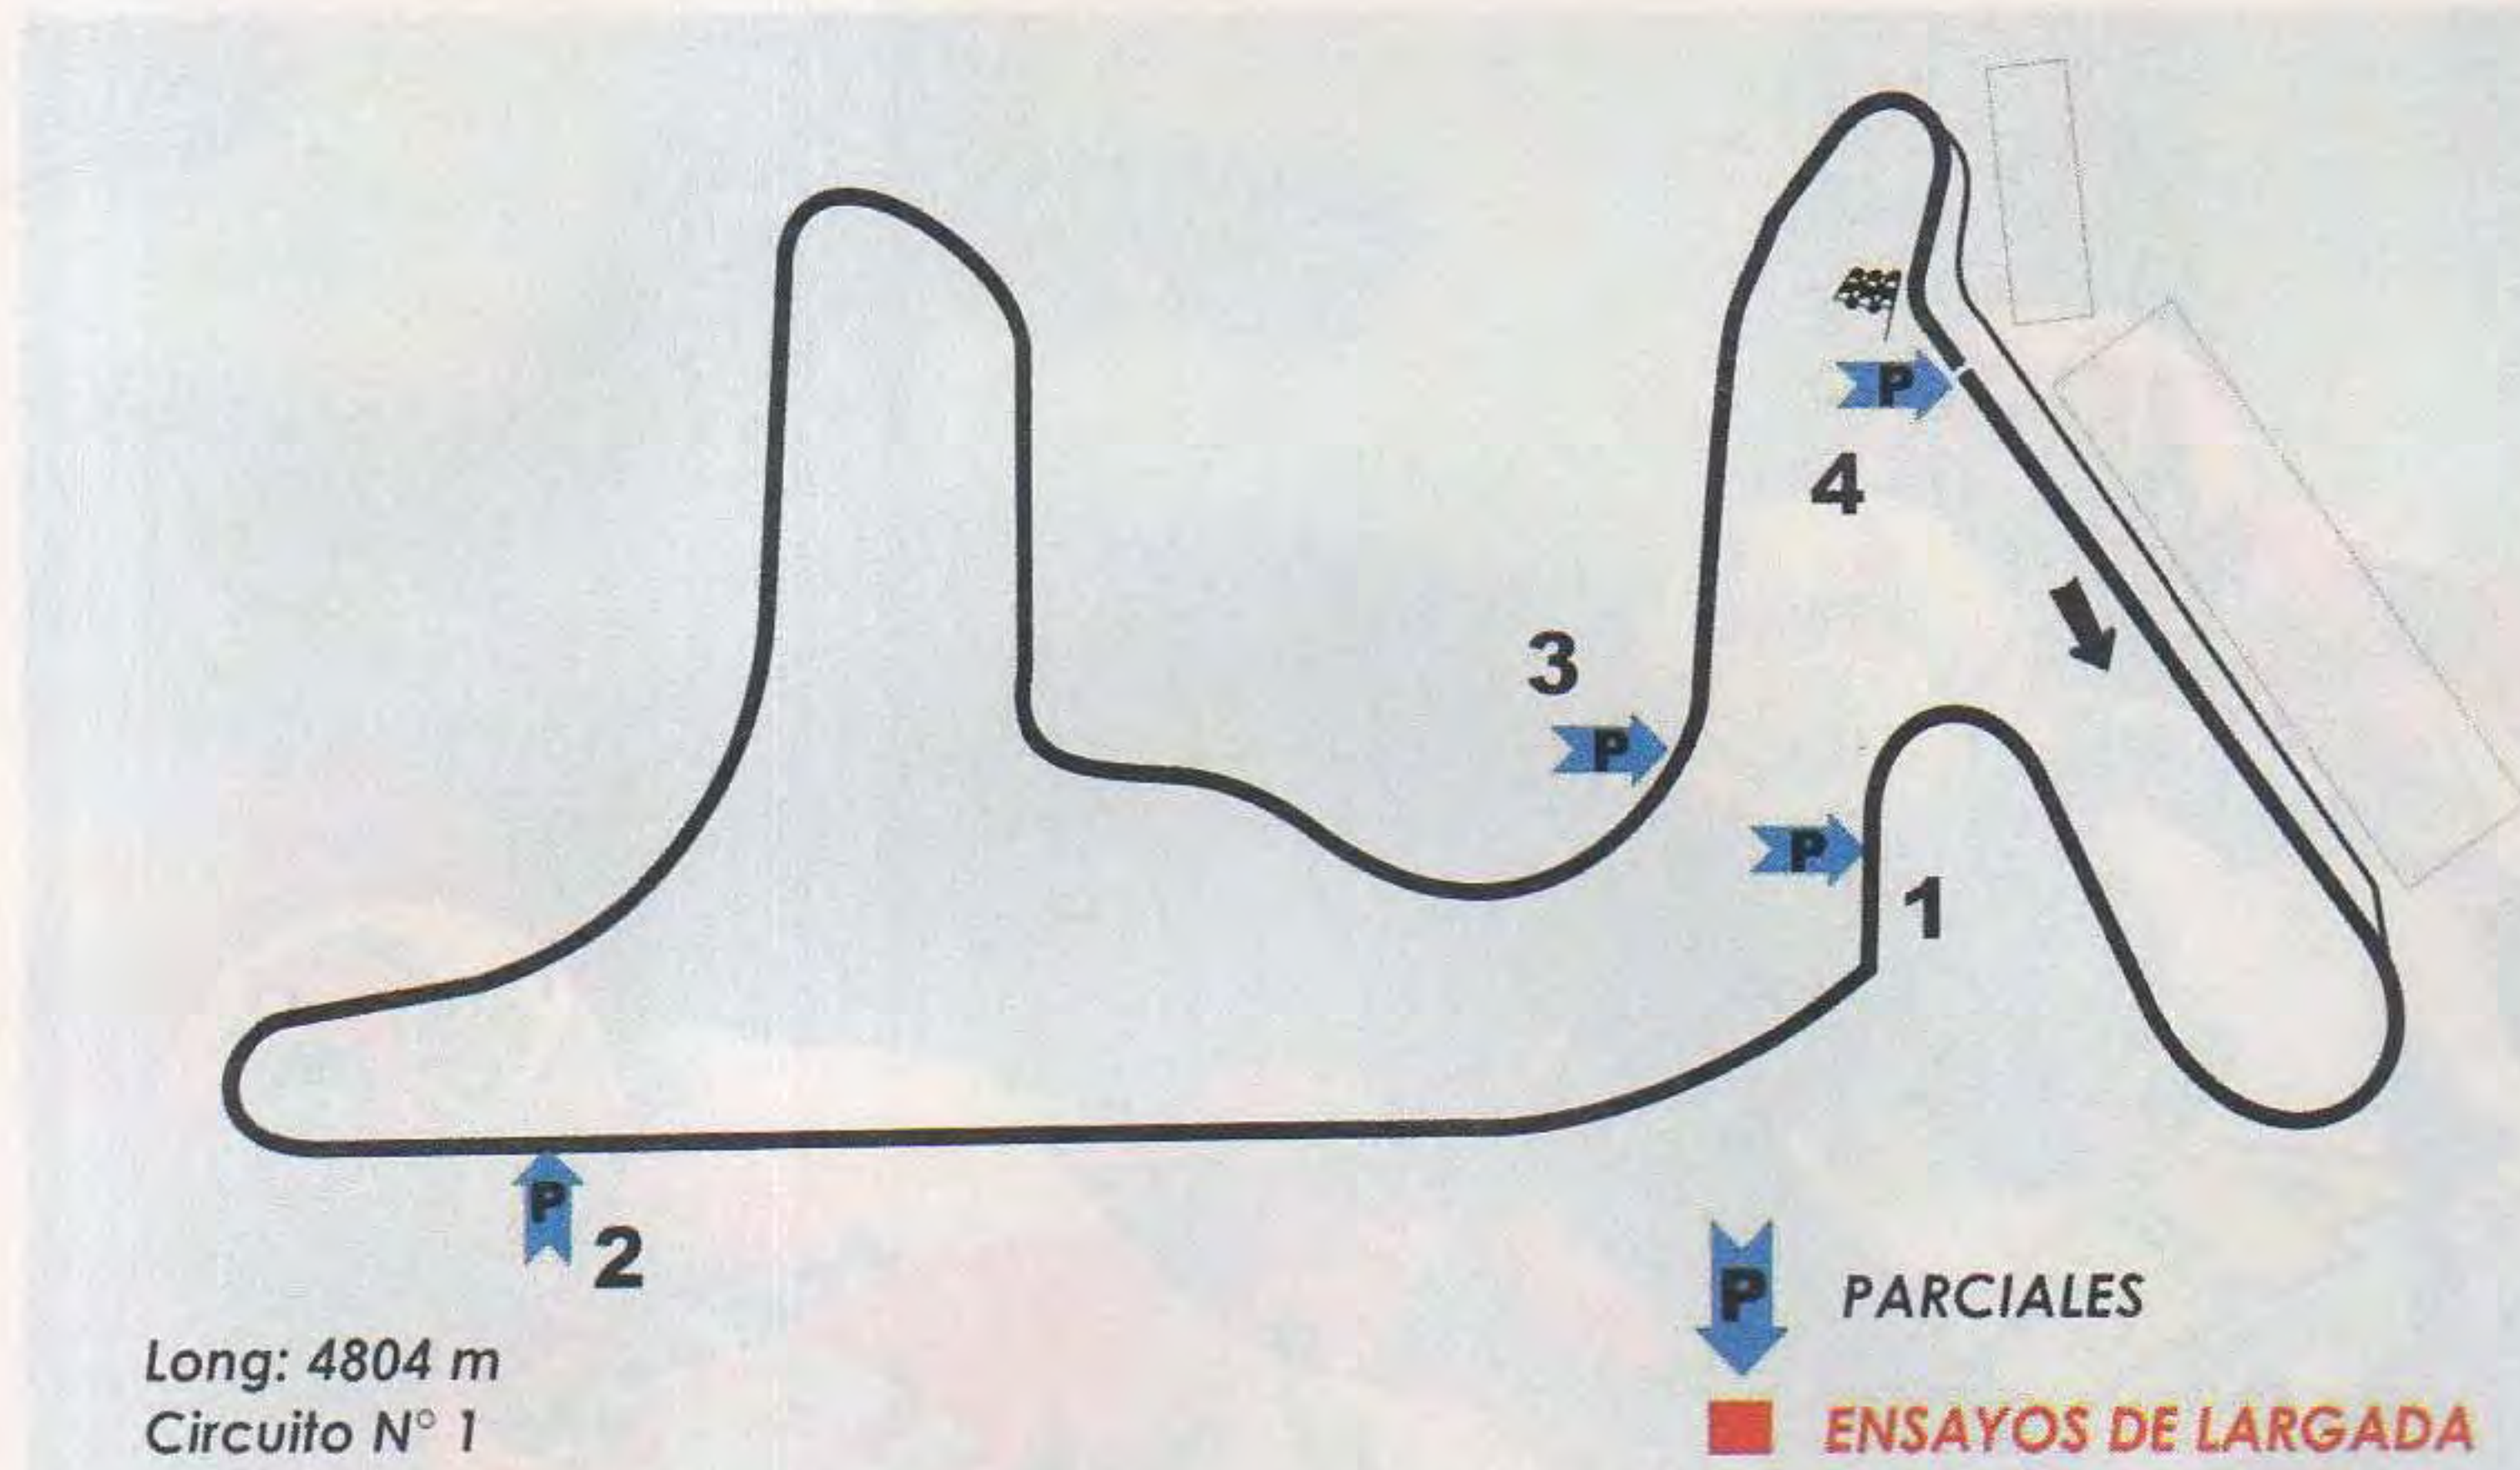 P
4
3
P
P
1
P
2
P PARCIALES
Long: 4804 m
Circuito N° 1
ENSAYOS DE LARGADA